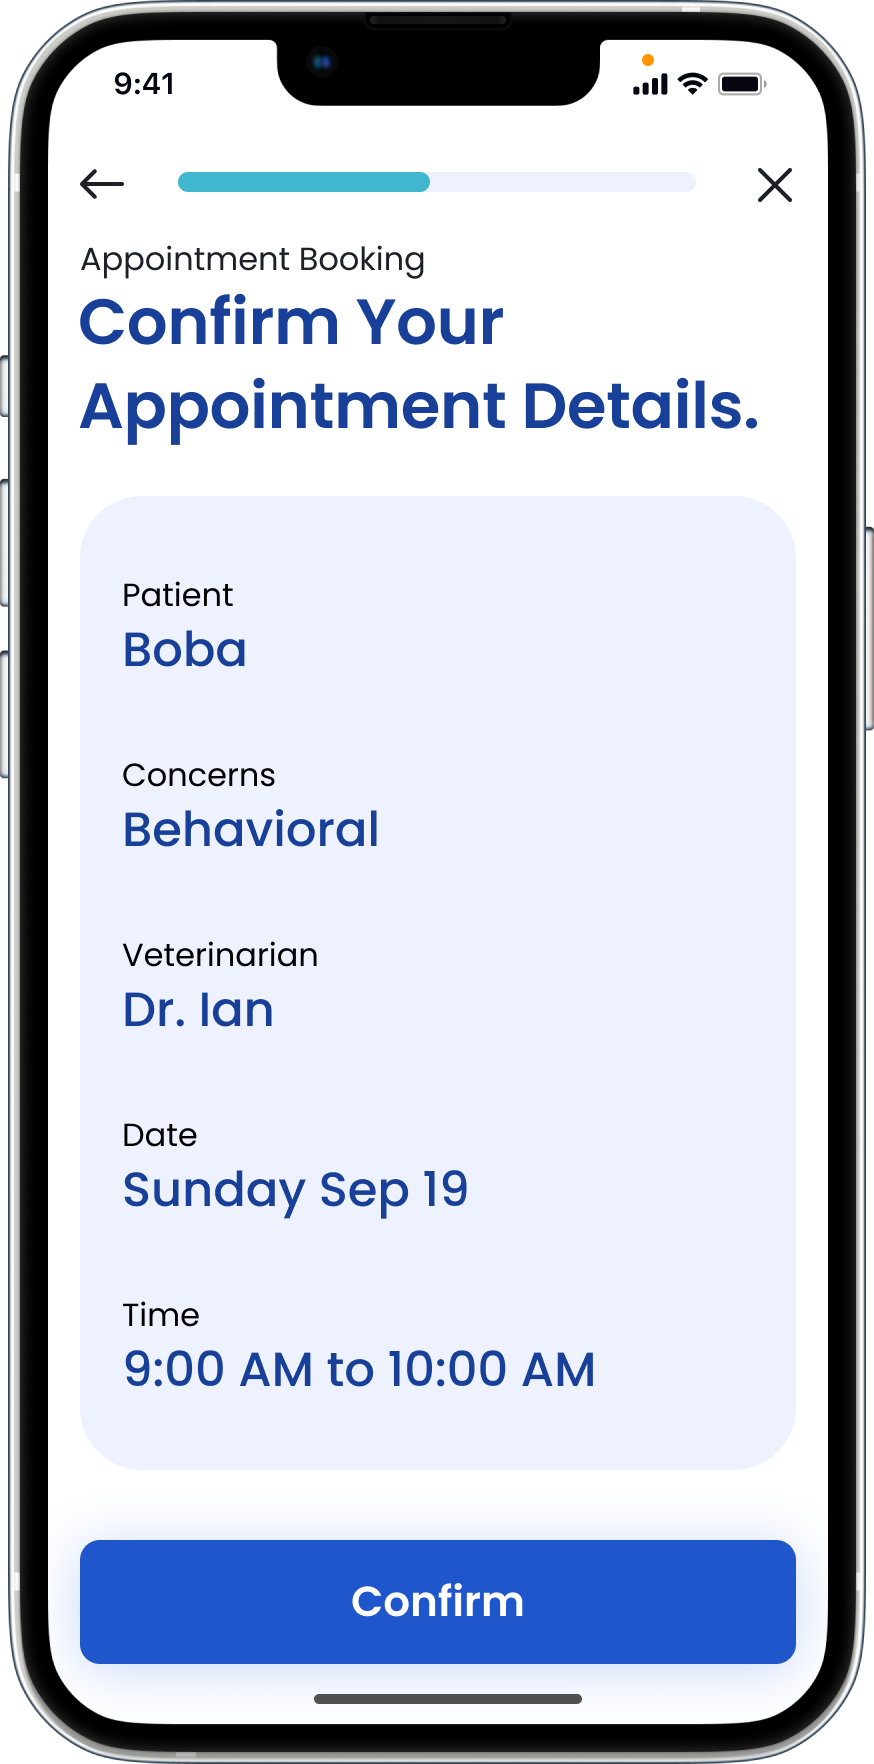 9:41
Appointment Booking
Confirm Your
Appointment Details.
Patient
Boba
Concerns
Behavioral
Veterinarian
Dr. Ian
Date
Sunday Sep 19
Time
9:00 AM to 10:00 AM
Confirm